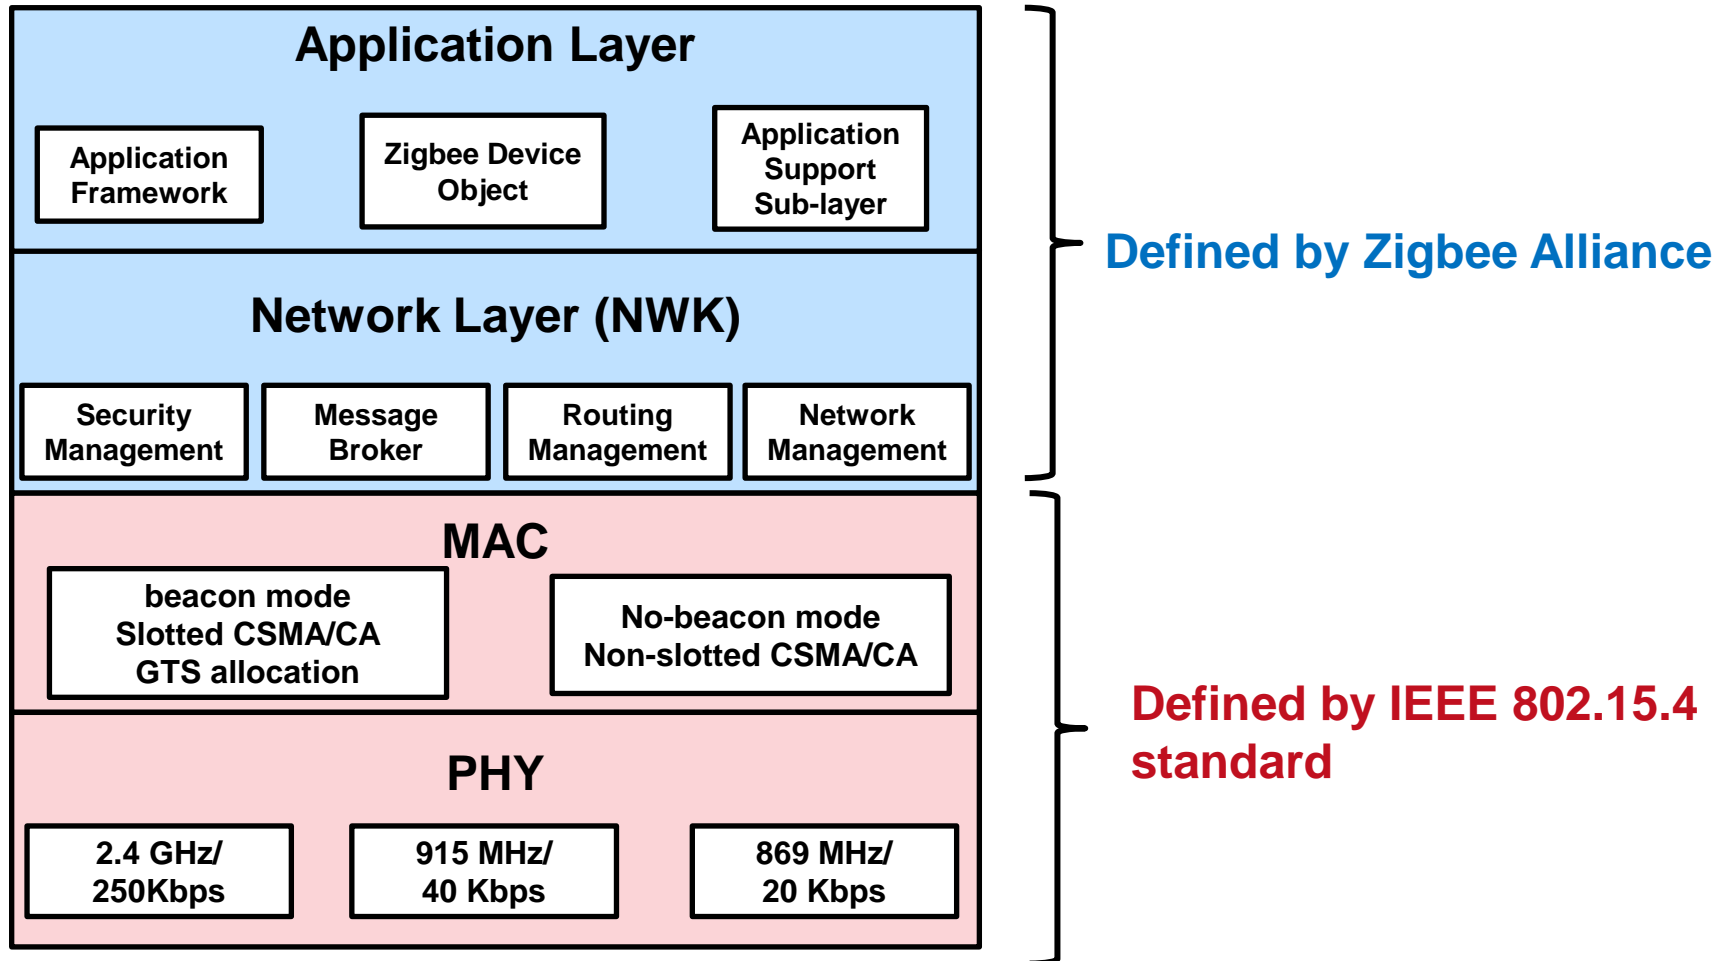 Application Layer
Application
Framework
Zigbee Device
Object
Application
Support
Sub-layer
Defined by Zigbee Alliance
Network Layer (NWK)
Security
Management
Message
Broker
Routing
Management
Network
Management
MAC
beacon mode
Slotted CSMA/CA
GTS allocation
No-beacon mode
Non-slotted CSMA/CA
Defined by IEEE 802.15.4
standard
PHY
2.4 GHz/
250Kbps
915 MHz/
40 Kbps
869 MHz/
20 Kbps